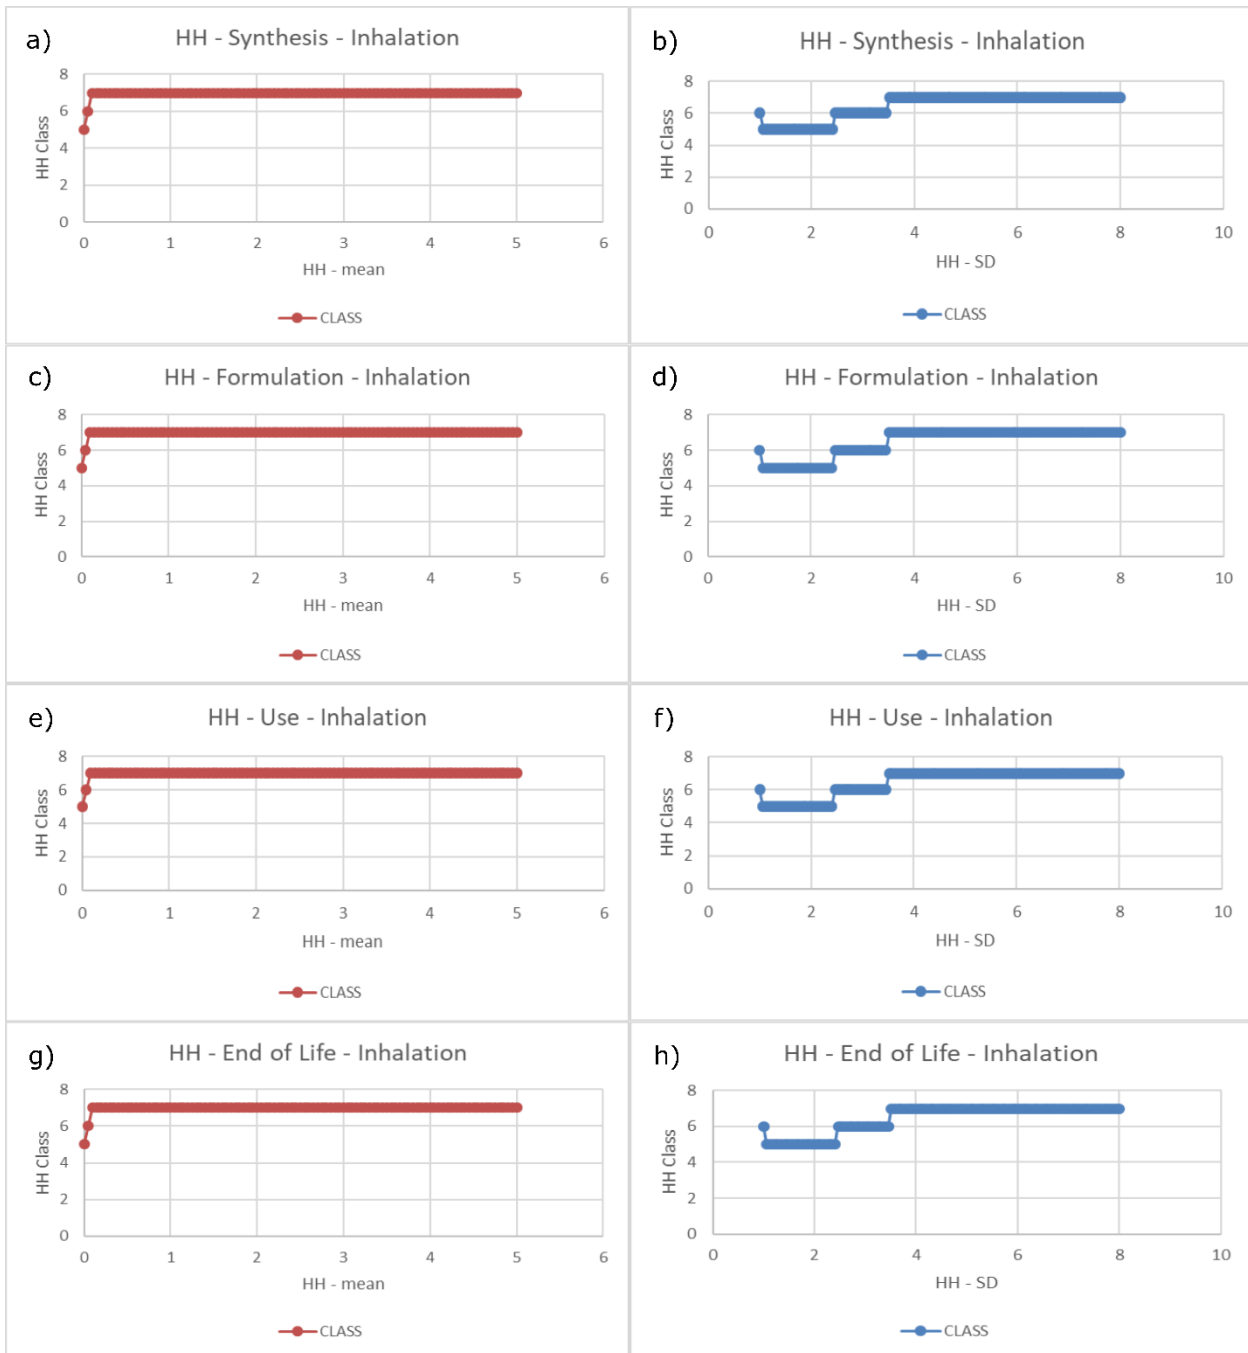 a)
HH - Synthesis - Inhalation
8
6
4
2
0
HH Class
0 1 2 3 4 5 6
HH - mean
CLASS
b)
HH - Synthesis - Inhalation
8
6
4
2
0
HH Class
0 2 4 6 8 10
HH - SD
CLASS
c)
HH - Formulation - Inhalation
8
6
4
2
0
HH Class
0 1 2 3 4 5 6
HH - mean
CLASS
d)
HH - Formulation - Inhalation
8
6
4
2
0
HH Class
0 2 4 6 8 10
HH - SD
CLASS
e)
HH - Use - Inhalation
8
6
4
2
0
HH Class
0 1 2 3 4 5 6
HH - mean
CLASS
f)
HH - Use - Inhalation
8
6
4
2
0
HH Class
0 2 4 6 8 10
HH - SD
CLASS
g)
HH - End of Life - Inhalation
8
6
4
2
0
HH Class
0 1 2 3 4 5 6
HH - mean
CLASS
h)
HH - End of Life - Inhalation
8
6
4
2
0
HH Class
0 2 4 6 8 10
HH - SD
CLASS